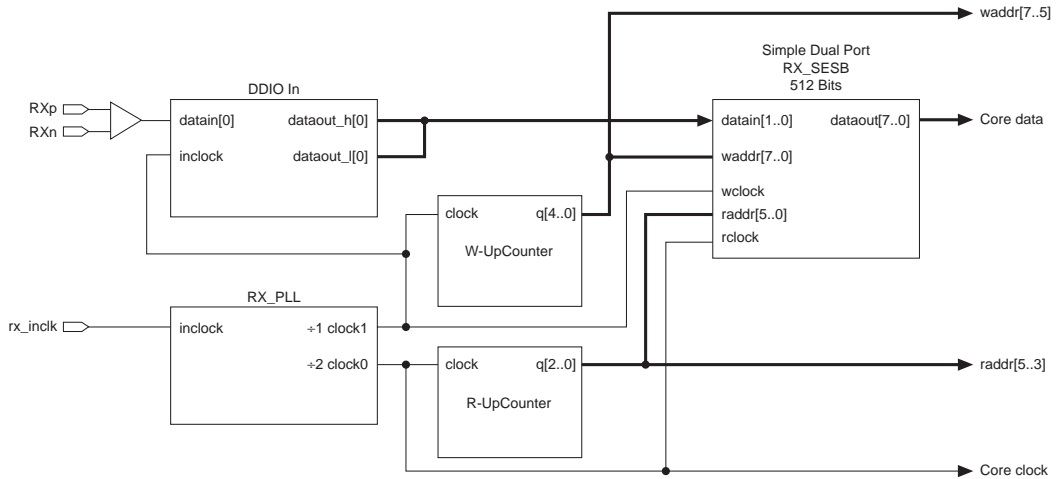 waddr[7..5]
Simple Dual Port
RX_SESB
512 Bits
DDIO In
RXp
RXn
datain[0]
dataout_h[0]
inclock
dataout_l[0]
datain[1..0]
dataout[7..0]
Core data
waddr[7..0]
wclock
raddr[5..0]
rclock
clock
q[4..0]
W-UpCounter
RX_PLL
rx_inclk
inclock
÷1 clock1
÷2 clock0
clock
q[2..0]
R-UpCounter
raddr[5..3]
Core clock